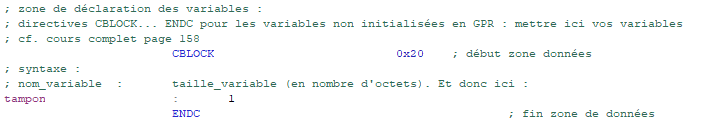 ; zone de déclaration des variables :
; directives CBLOCK... ENDC pour les variables non initialisées en GPR : mettre ici vos variables
; cf. cours complet page 158
CBLOCK 0x20 ; début zone données
; syntaxe :
; nom_variable : taille_variable (en nombre d'octets). Et donc ici :
tampon : 1
ENDC ; fin zone de données